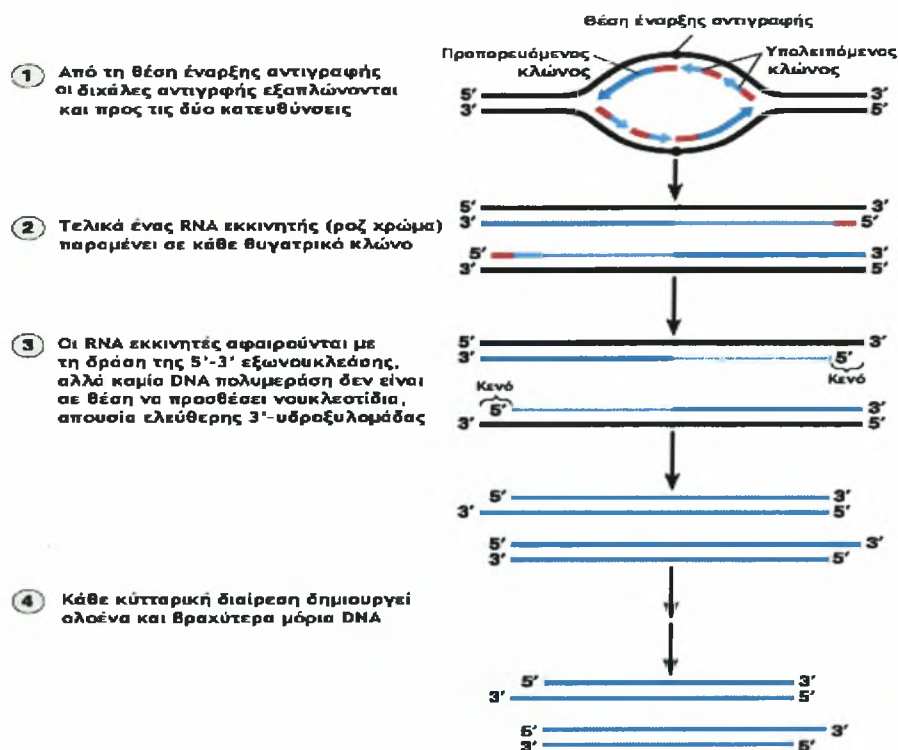 Θέση έναρξης αντιγραφής
Προπορευόμενος
κλώνος
Υπολειπόμενος
κλώνος
1 Από τη θέση έναρξης αντιγραφής
οι διχάλες αντιγρφής εξαπλώνονται
και προς τις δύο κατευθύνσεις
5′ 3′
3′ 5′
2 Τελικά ένας RNA εκκινητής (ροζ χρώμα)
παραμένει σε κάθε θυγατρικό κλώνο
5′ 3′
3′ 5′
5′ 3′
3′ 5′
3 Οι RNA εκκινητές αφαιρούνται με
τη δράση της 5'-3' εξωνουκλεάσης,
αλλά καμία DNA πολυμεράση δεν είναι
σε θέση να προσθέσει νουκλεοτίδια,
απουσία ελεύθερης 3'-υδροξυλομάδας
5′ 3′
3′ 5′
Κενό
Κενό
5′ 3′
3′ 5′
5′ 3′
3′ 5′
5′ 3′
3′ 5′
4 Κάθε κύτταρική διαίρεση δημιουργεί
ολοένα και βραχύτερα μόρια DNA
5′ 3′
3′ 5′
5′ 3′
3′ 5′